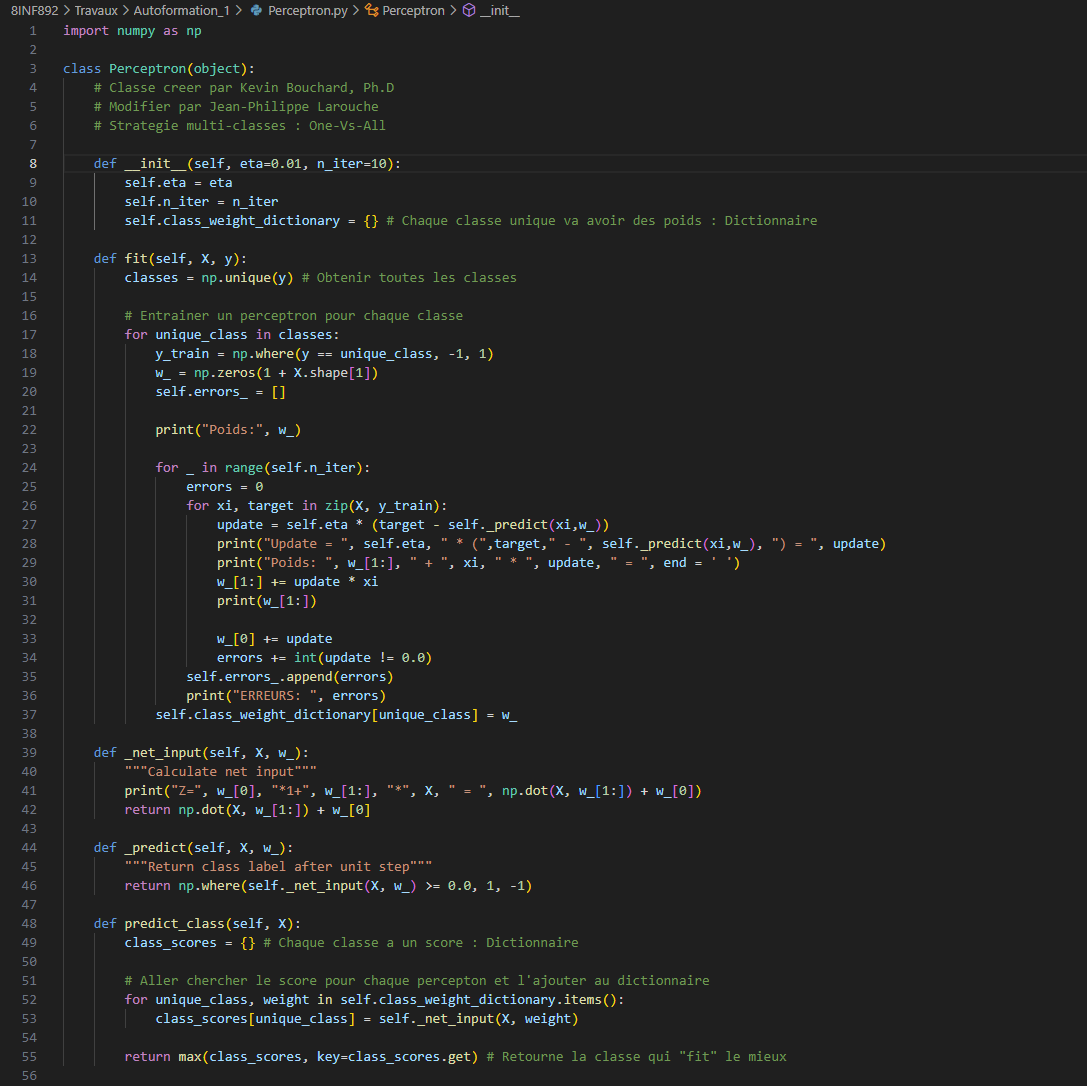 8INF892 > Travaux > Autoformation_1 > Perceptron.py > Perceptron > __init__
1 import numpy as np
2
3 class Perceptron(object):
4     # Classe creer par Kevin Bouchard, Ph.D
5     # Modifier par Jean-Philippe Larouche
6     # Strategie multi-classes : One-Vs-All
7
8     def __init__(self, eta=0.01, n_iter=10):
9         self.eta = eta
10         self.n_iter = n_iter
11         self.class_weight_dictionary = {} # Chaque classe unique va avoir des poids : Dictionnaire
12
13     def fit(self, X, y):
14         classes = np.unique(y) # Obtenir toutes les classes
15
16         # Entrainer un perceptron pour chaque classe
17         for unique_class in classes:
18             y_train = np.where(y == unique_class, -1, 1)
19             w_ = np.zeros(1 + X.shape[1])
20             self.errors_ = []
21
22             print("Poids:", w_)
23
24             for _ in range(self.n_iter):
25                 errors = 0
26                 for xi, target in zip(X, y_train):
27                     update = self.eta * (target - self._predict(xi,w_))
28                     print("Update = ", self.eta, " * (",target," - ", self._predict(xi,w_), ") = ", update)
29                     print("Poids: ", w_[1:], " + ", xi, " * ", update, " = ", end = ' ')
30                     w_[1:] += update * xi
31                     print(w_[1:])
32
33                     w_[0] += update
34                     errors += int(update != 0.0)
35                 self.errors_.append(errors)
36                 print("ERREURS: ", errors)
37             self.class_weight_dictionary[unique_class] = w_
38
39     def _net_input(self, X, w_):
40         """Calculate net input"""
41         print("Z=", w_[0], "*1+", w_[1:], "*", X, " = ", np.dot(X, w_[1:]) + w_[0])
42         return np.dot(X, w_[1:]) + w_[0]
43
44     def _predict(self, X, w_):
45         """Return class label after unit step"""
46         return np.where(self._net_input(X, w_) >= 0.0, 1, -1)
47
48     def predict_class(self, X):
49         class_scores = {} # Chaque classe a un score : Dictionnaire
50
51         # Aller chercher le score pour chaque percepton et l'ajouter au dictionnaire
52         for unique_class, weight in self.class_weight_dictionary.items():
53             class_scores[unique_class] = self._net_input(X, weight)
54
55         return max(class_scores, key=class_scores.get) # Retourne la classe qui "fit" le mieux
56